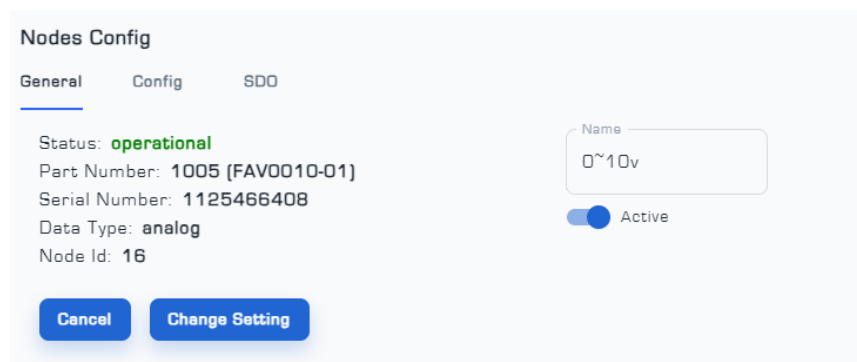 Nodes Config
General Config SDO
Status: operational
Part Number: 1005 (FAV0010-01)
Serial Number: 1125466408
Data Type: analog
Node Id: 16
Name
0~10v
Active
Cancel Change Setting